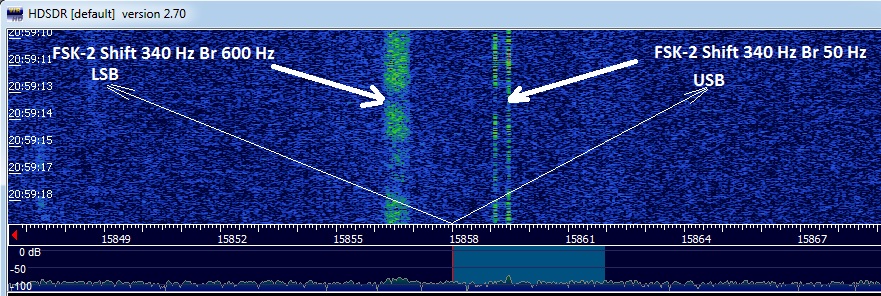 HDSDR [default] version 2.70
20:59:10
20:59:11
FSK-2 Shift 340 Hz Br 600 Hz
FSK-2 Shift 340 Hz Br 50 Hz
LSB
USB
20:59:13
20:59:14
20:59:15
20:59:17
20:59:18
15849 15852 15855 15858 15861 15864 15867
0 dB
-50
-100